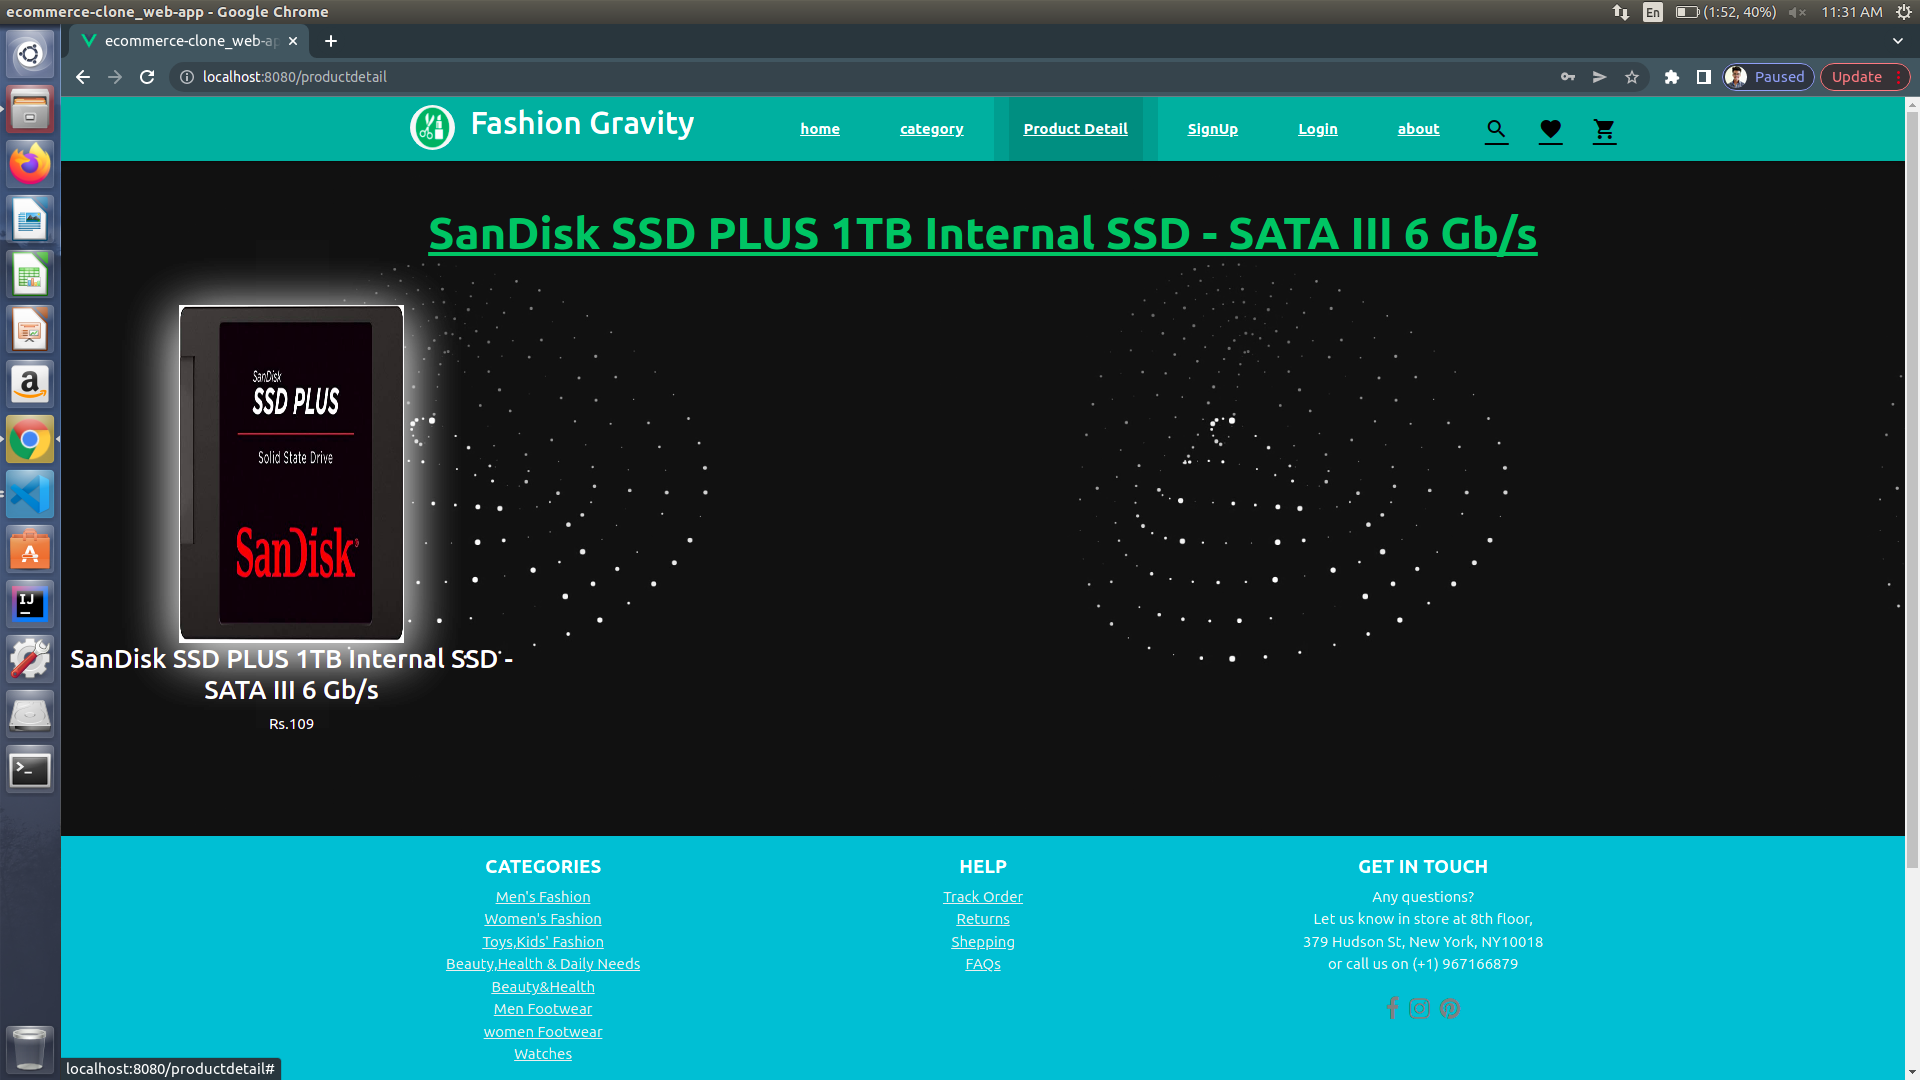 ecommerce-clone_web-app - Google Chrome
En
(1:52, 40%)
11:31 AM
ecommerce-clone_web-ap
localhost:8080/productdetail
Paused
Update
Fashion Gravity
home
category
Product Detail
SignUp
Login
about
SanDisk SSD PLUS 1TB Internal SSD - SATA III 6 Gb/s
SanDisk
SSD PLUS
Solid State Drive
SanDisk®
SanDisk SSD PLUS 1TB Internal SSD -
SATA III 6 Gb/s
Rs.109
CATEGORIES
Men's Fashion
Women's Fashion
Toys,Kids' Fashion
Beauty,Health & Daily Needs
Beauty&Health
Men Footwear
women Footwear
Watches
HELP
Track Order
Returns
Shepping
FAQs
GET IN TOUCH
Any questions?
Let us know in store at 8th floor,
379 Hudson St, New York, NY10018
or call us on (+1) 967166879
localhost:8080/productdetail#
a
A
IJ
>_